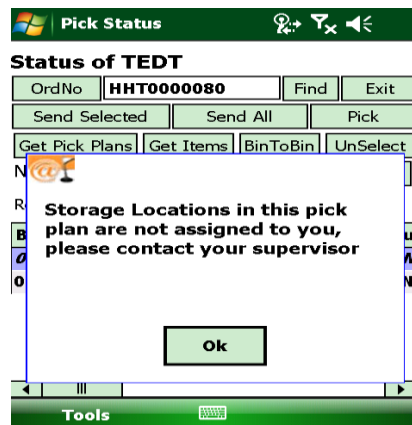 Pick Status
Status of TEDT
OrdNo HHT0000080 Find Exit
Send Selected Send All Pick
Get Pick Plans Get Items BinToBin UnSelect
Storage Locations in this pick
plan are not assigned to you,
please contact your supervisor
Ok
Tools